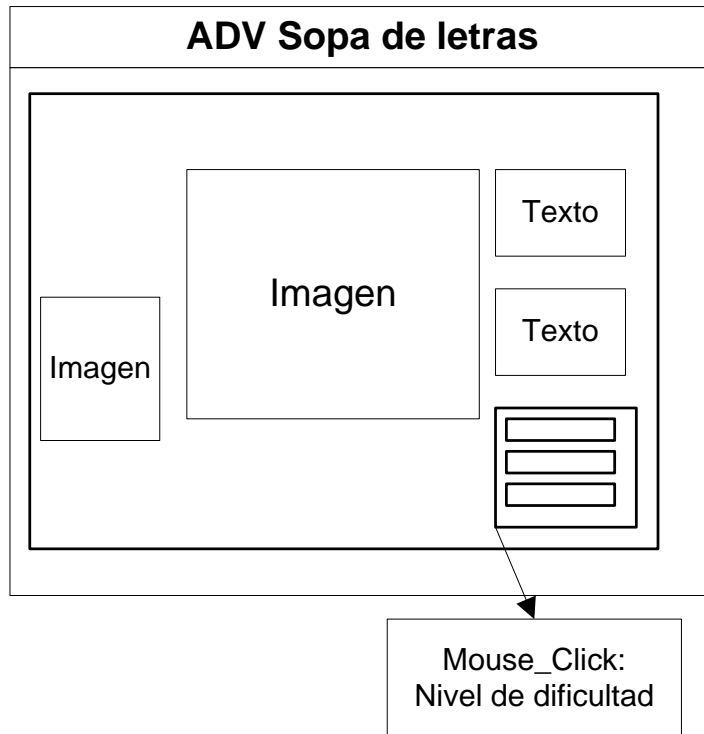 ADV Sopa de letras
Texto
Imagen
Texto
Imagen
Mouse_Click:
Nivel de dificultad